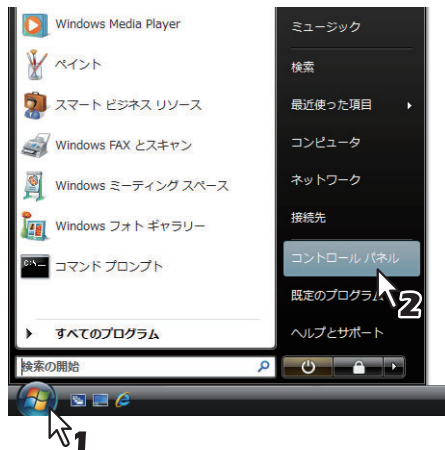 Windows Media Player
ペイント
スマート ビジネス リソース
Windows FAX とスキャン
Windows ミーティング スペース
Windows フォト ギャラリー
C:\_
コマンド プロンプト
すべてのプログラム
検索の開始
ミュージック
検索
最近使った項目
コンピュータ
ネットワーク
接続先
コントロール パネル
2
既定のプログラム
ヘルプとサポート
1